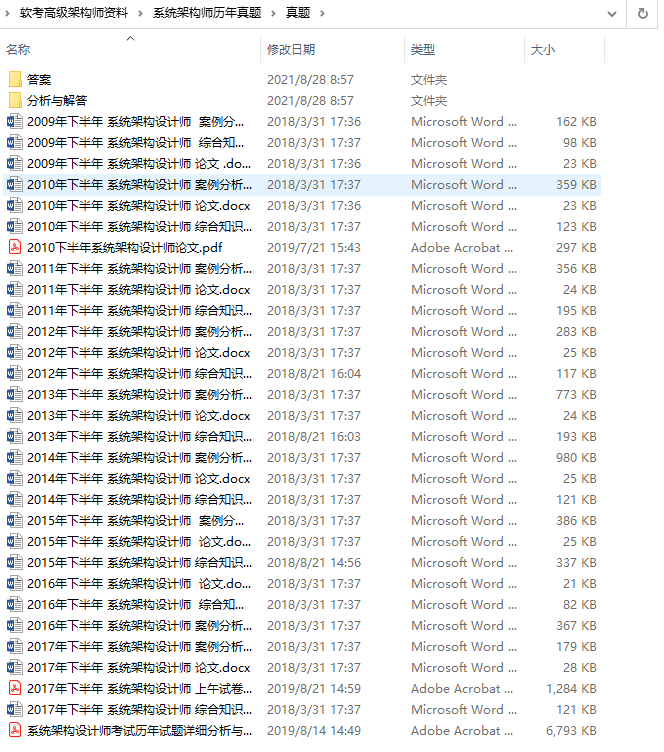 软考高级架构师资料 > 系统架构师历年真题 > 真题 >
名称 修改日期 类型 大小
答案 2021/8/28 8:57 文件夹
分析与解答 2021/8/28 8:57 文件夹
2009年下半年 系统架构设计师 案例分... 2018/3/31 17:36 Microsoft Word ... 162 KB
2009年下半年 系统架构设计师 综合知... 2018/3/31 17:37 Microsoft Word ... 98 KB
2009年下半年 系统架构设计师 论文 .do... 2018/3/31 17:36 Microsoft Word ... 23 KB
2010年下半年 系统架构设计师 案例分析... 2018/3/31 17:37 Microsoft Word ... 359 KB
2010年下半年 系统架构设计师 论文.docx 2018/3/31 17:36 Microsoft Word ... 23 KB
2010年下半年 系统架构设计师 综合知识... 2018/3/31 17:37 Microsoft Word ... 123 KB
2010下半年系统架构设计师论文.pdf 2019/7/21 15:43 Adobe Acrobat ... 297 KB
2011年下半年 系统架构设计师 案例分析... 2018/3/31 17:37 Microsoft Word ... 356 KB
2011年下半年 系统架构设计师 论文.docx 2018/3/31 17:37 Microsoft Word ... 24 KB
2011年下半年 系统架构设计师 综合知识... 2018/3/31 17:37 Microsoft Word ... 195 KB
2012年下半年 系统架构设计师 案例分析... 2018/3/31 17:37 Microsoft Word ... 283 KB
2012年下半年 系统架构设计师 论文.docx 2018/3/31 17:37 Microsoft Word ... 25 KB
2012年下半年 系统架构设计师 综合知识... 2018/8/21 16:04 Microsoft Word ... 117 KB
2013年下半年 系统架构设计师 案例分析... 2018/3/31 17:37 Microsoft Word ... 773 KB
2013年下半年 系统架构设计师 论文.docx 2018/3/31 17:37 Microsoft Word ... 24 KB
2013年下半年 系统架构设计师 综合知识... 2018/8/21 16:03 Microsoft Word ... 193 KB
2014年下半年 系统架构设计师 案例分析... 2018/3/31 17:37 Microsoft Word ... 980 KB
2014年下半年 系统架构设计师 论文.docx 2018/3/31 17:37 Microsoft Word ... 25 KB
2014年下半年 系统架构设计师 综合知识... 2018/3/31 17:37 Microsoft Word ... 121 KB
2015年下半年 系统架构设计师 案例分... 2018/3/31 17:37 Microsoft Word ... 386 KB
2015年下半年 系统架构设计师 论文.do... 2018/3/31 17:37 Microsoft Word ... 25 KB
2015年下半年 系统架构设计师 综合知识... 2018/8/21 14:56 Microsoft Word ... 337 KB
2016年下半年 系统架构设计师 论文.do... 2018/3/31 17:37 Microsoft Word ... 21 KB
2016年下半年 系统架构设计师 综合知... 2018/3/31 17:37 Microsoft Word ... 82 KB
2016年下半年 系统架构设计师 案例分析... 2018/3/31 17:37 Microsoft Word ... 367 KB
2017年下半年 系统架构设计师 案例分析... 2018/3/31 17:37 Microsoft Word ... 179 KB
2017年下半年 系统架构设计师 论文.docx 2018/3/31 17:37 Microsoft Word ... 28 KB
2017年下半年 系统架构设计师 上午试卷... 2019/8/21 14:59 Adobe Acrobat ... 1,284 KB
2017年下半年 系统架构设计师 综合知识... 2018/3/31 17:37 Microsoft Word ... 121 KB
系统架构设计师考试历年试题详细分析与... 2019/8/14 14:49 Adobe Acrobat ... 6,793 KB